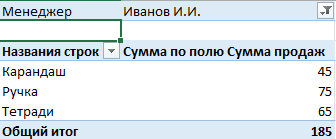 Менеджер Иванов И.И.
Названия строк Сумма по полю Сумма продаж
Карандаш 45
Ручка 75
Тетради 65
Общий итог 185